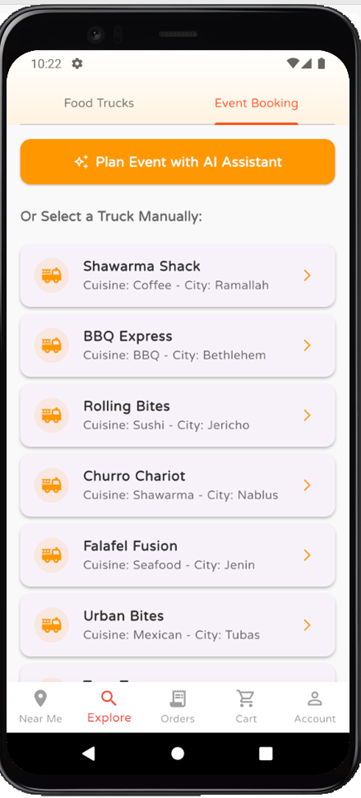 10:22
Food Trucks
Event Booking
Plan Event with AI Assistant
Or Select a Truck Manually:
Shawarma Shack
Cuisine: Coffee - City: Ramallah
BBQ Express
Cuisine: BBQ - City: Bethlehem
Rolling Bites
Cuisine: Sushi - City: Jericho
Churro Chariot
Cuisine: Shawarma - City: Nablus
Falafel Fusion
Cuisine: Seafood - City: Jenin
Urban Bites
Cuisine: Mexican - City: Tubas
Near Me
Explore
Orders
Cart
Account